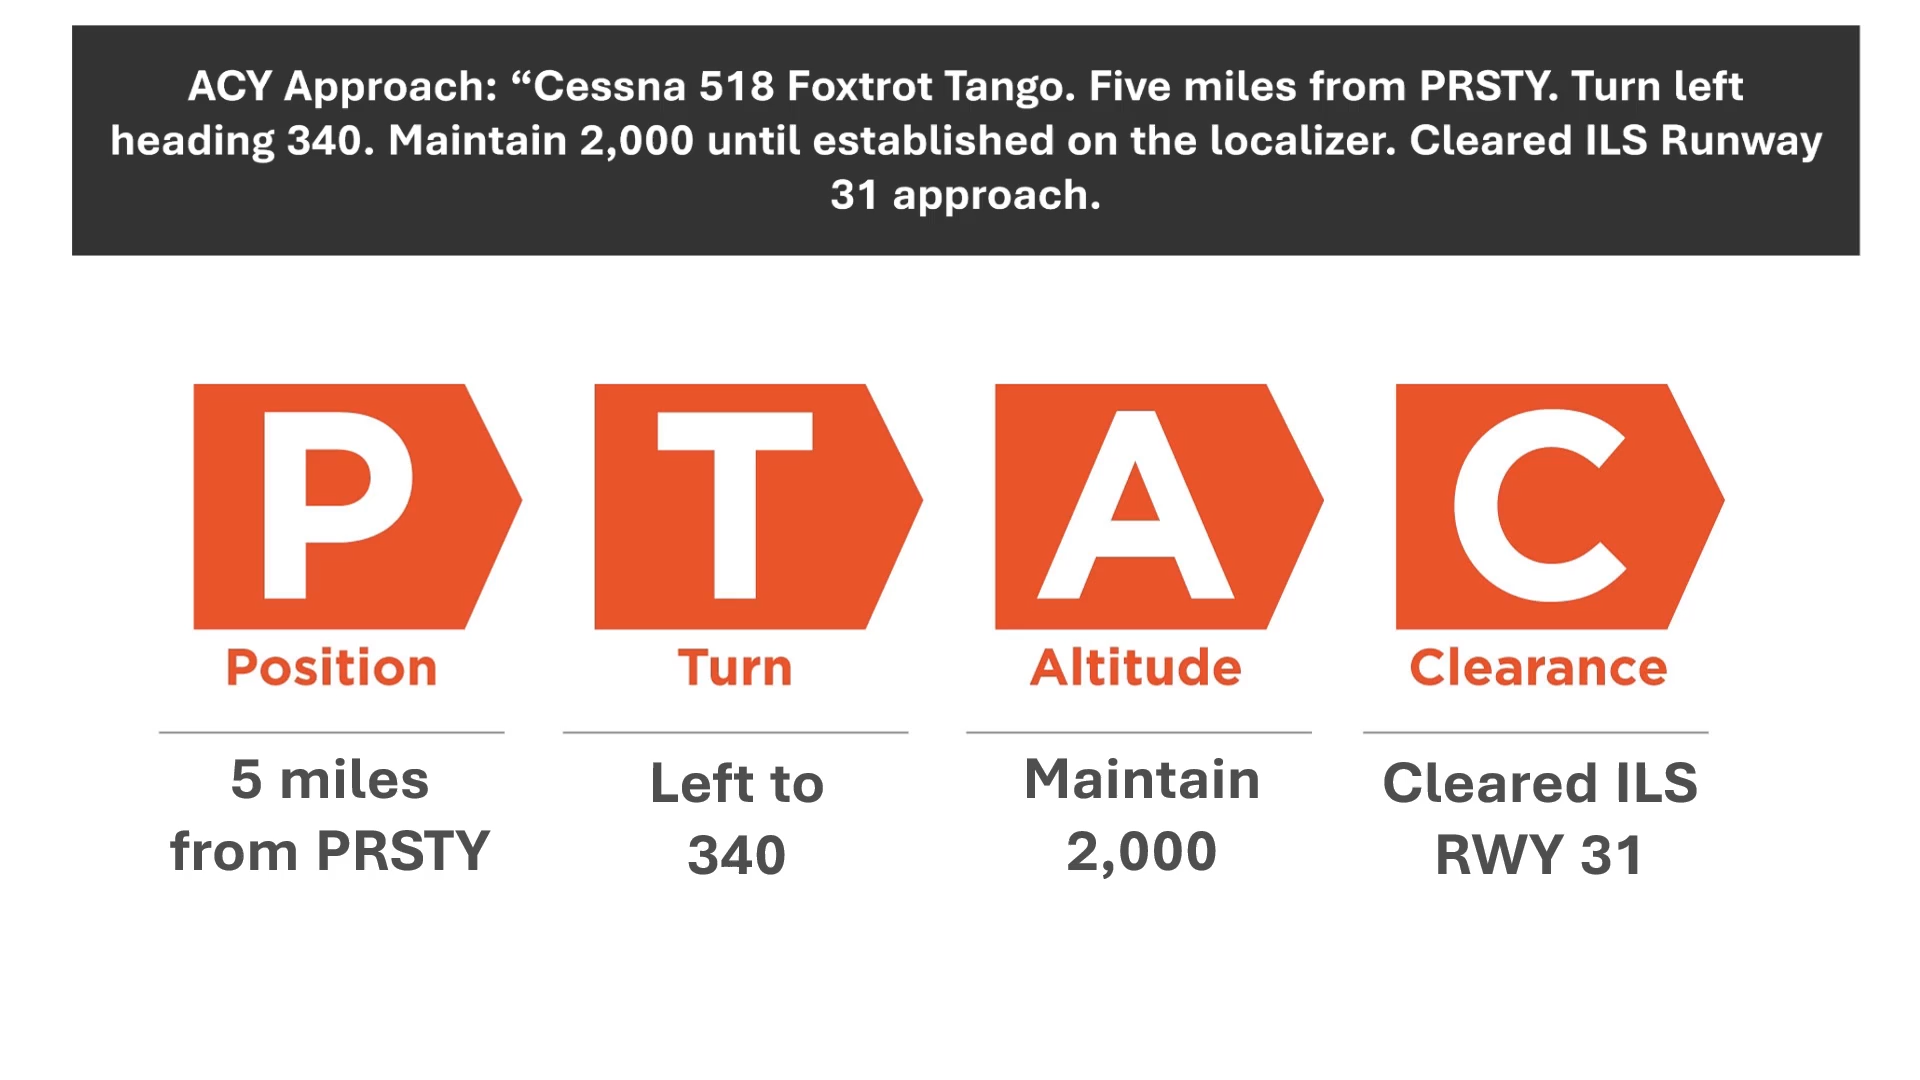 ACY Approach: “Cessna 518 Foxtrot Tango. Five miles from PRSTY. Turn left
heading 340. Maintain 2,000 until established on the localizer. Cleared ILS Runway
31 approach.
P
Position
5 miles
from PRSTY
T
Turn
Left to
340
A
Altitude
Maintain
2,000
C
Clearance
Cleared ILS
RWY 31